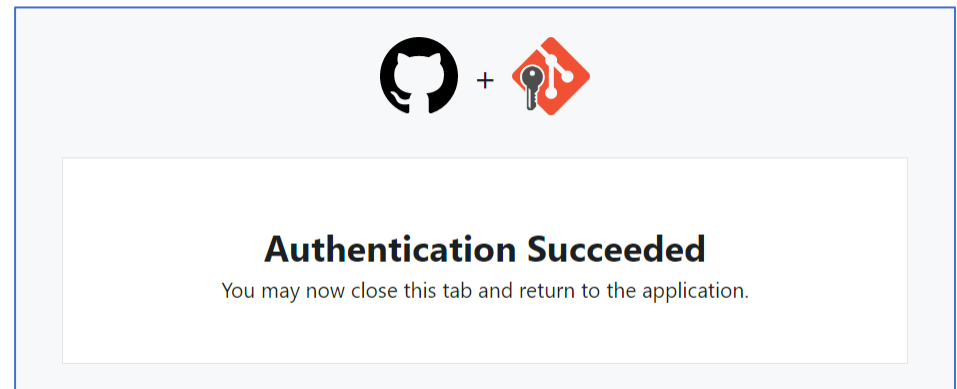 +
Authentication Succeeded
You may now close this tab and return to the application.